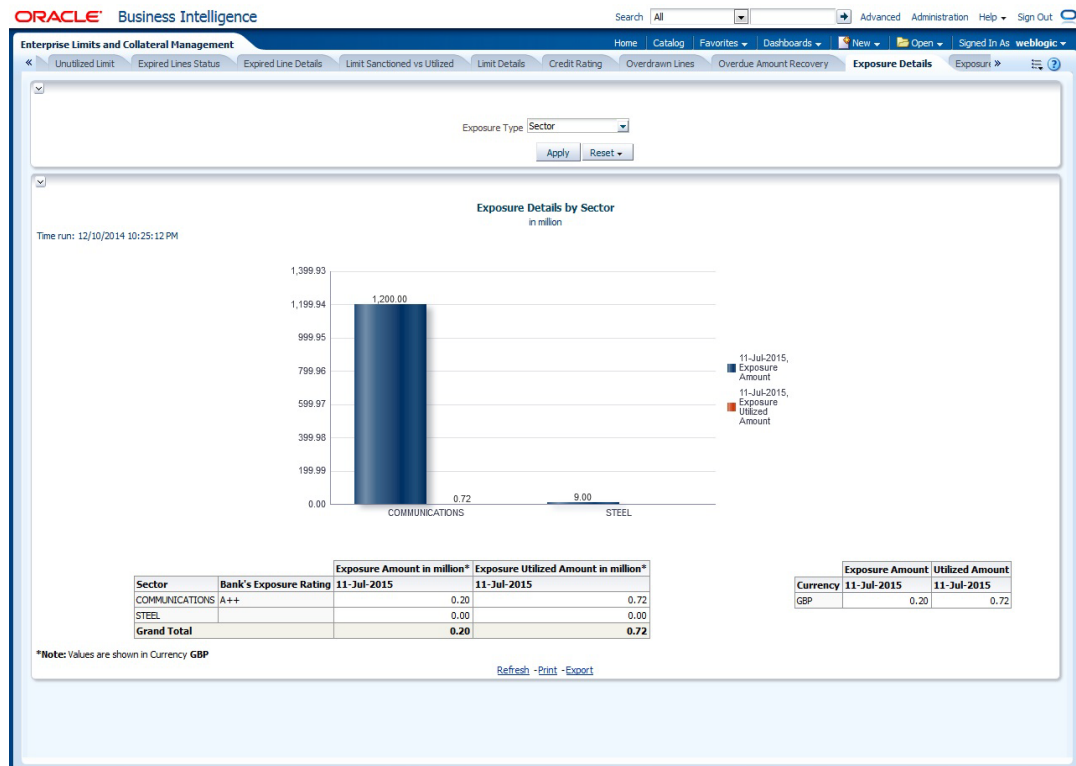 ORACLE Business Intelligence
Search All Advanced Administration Help Sign Out
Enterprise Limits and Collateral Management
Home Catalog Favorites Dashboards New Open Signed In As weblogic
« Unutilized Limit Expired Lines Status Expired Line Details Limit Sanctioned vs Utilized Limit Details Credit Rating Overdrawn Lines Overdue Amount Recovery Exposure Details Exposure »
Exposure Type Sector
Apply Reset
Exposure Details by Sector
in million
Time run: 12/10/2014 10:25:12 PM
1,399.93
1,199.94
999.95
799.96
599.97
399.98
199.99
0.00
1,200.00
0.72
9.00
COMMUNICATIONS STEEL
11-Jul-2015,
Exposure
Amount
11-Jul-2015,
Exposure
Utilized
Amount
Exposure Amount in million* Exposure Utilized Amount in million*
Sector Bank's Exposure Rating 11-Jul-2015 11-Jul-2015
COMMUNICATIONS A++ 0.20 0.72
STEEL 0.00 0.00
Grand Total 0.20 0.72
Exposure Amount Utilized Amount
Currency 11-Jul-2015 11-Jul-2015
GBP 0.20 0.72
*Note: Values are shown in Currency GBP
Refresh - Print - Export